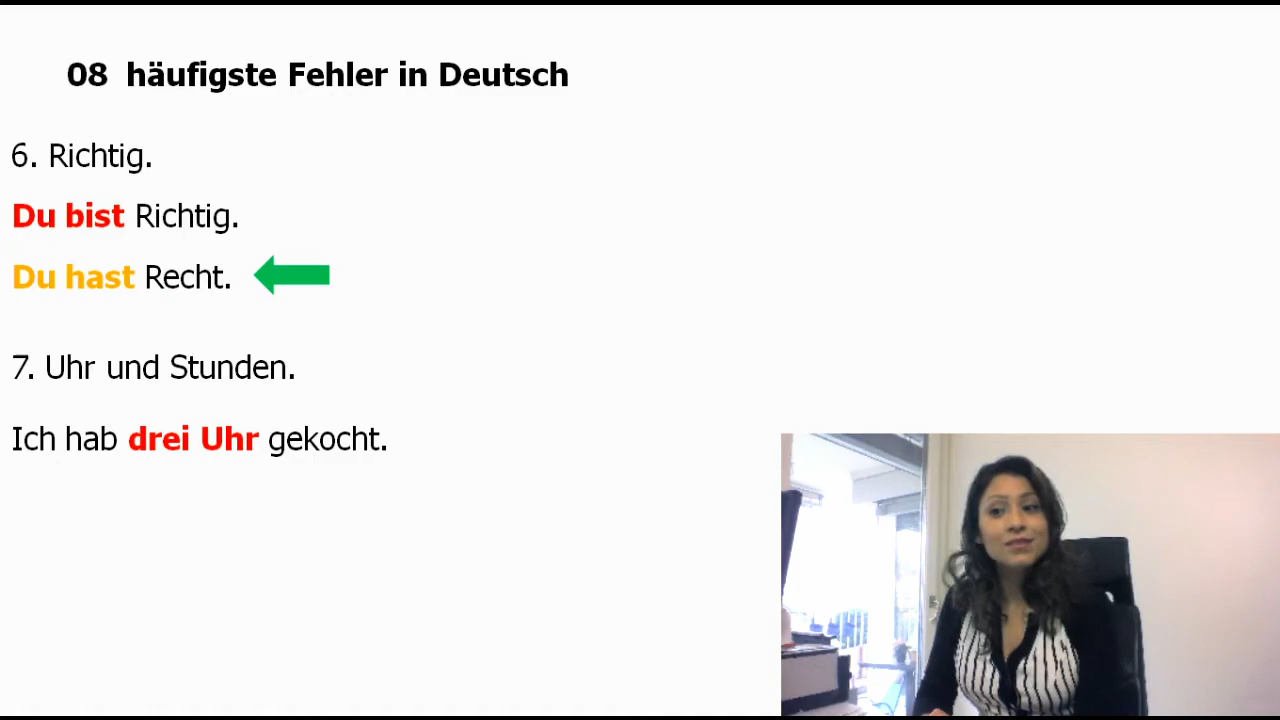 08 häufigste Fehler in Deutsch
6. Richtig.
Du bist Richtig.
Du hast Recht.
7. Uhr und Stunden.
Ich hab drei Uhr gekocht.